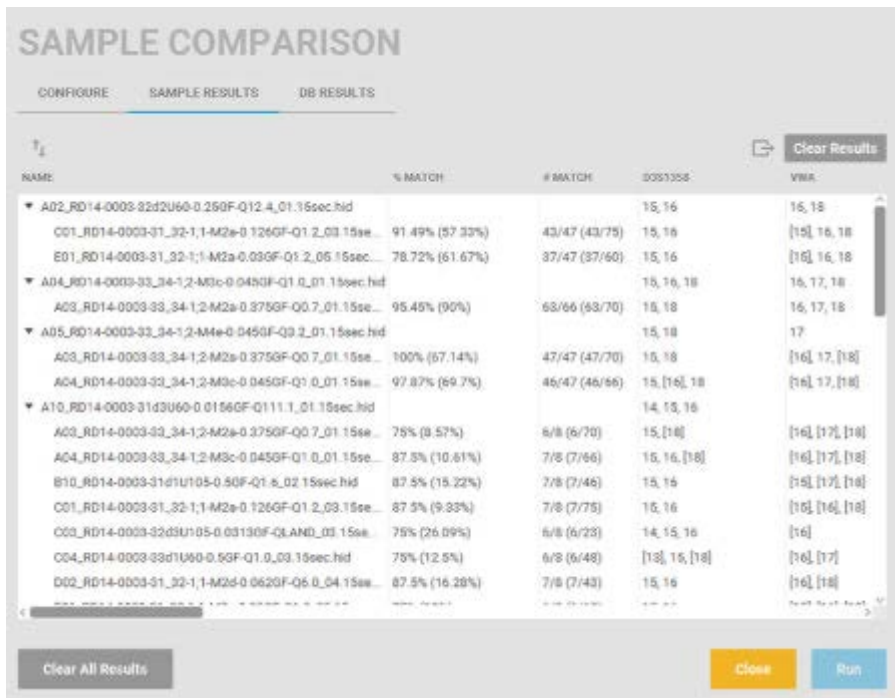 SAMPLE COMPARISON
CONFIGURE SAMPLE RESULTS DB RESULTS
Clear Results
NAME % MATCH # MATCH D3S1358 VWA
A02_RD14-0003-32d2U60-0.25GF-Q12.4_01.15sec.hid 15, 16 16, 18
C01_RD14-0003-31_32-1;1-M2a-0.126GF-Q1.2_03.15se... 91.49% (57.33%) 43/47 (43/75) 15, 16 [15], 16, 18
E01_RD14-0003-31_32-1;1-M2a-0.03GF-Q1.2_05.15sec... 78.72% (61.67%) 37/47 (37/60) 15, 16 [15], 16, 18
A04_RD14-0003-33_34-1;2-M3c-0.045GF-Q1.0_01.15sec.hid 15, 16, 18 16, 17, 18
A03_RD14-0003-33_34-1;2-M2a-0.375GF-Q0.7_01.15se... 95.45% (90%) 63/66 (63/70) 15, 18 16, 17, 18
A05_RD14-0003-33_34-1;2-M4e-0.045GF-Q3.2_01.15sec.hid 15, 18 17
A03_RD14-0003-33_34-1;2-M2a-0.375GF-Q0.7_01.15se... 100% (67.14%) 47/47 (47/70) 15, 18 [16], 17, [18]
A04_RD14-0003-33_34-1;2-M3c-0.045GF-Q1.0_01.15se... 97.87% (69.7%) 46/47 (46/66) 15, [16], 18 [16], 17, [18]
A10_RD14-0003-31d3U60-0.0156GF-Q111.1_01.15sec.hid 14, 15, 16
A03_RD14-0003-33_34-1;2-M2a-0.375GF-Q0.7_01.15se... 75% (8.57%) 6/8 (6/70) 15, [18] [16], [17], [18]
A04_RD14-0003-33_34-1;2-M3c-0.045GF-Q1.0_01.15se... 87.5% (10.61%) 7/8 (7/66) 15, 16, [18] [16], [17], [18]
B10_RD14-0003-31d1U105-0.5GF-Q1.6_02.15sec.hid 87.5% (15.22%) 7/8 (7/46) 15, 16 [15], [17], [18]
C01_RD14-0003-31_32-1;1-M2a-0.126GF-Q1.2_03.15se... 87.5% (9.33%) 7/8 (7/75) 15, 16 [15], [16], [18]
C03_RD14-0003-32d3U105-0.0313GF-QLAND_03.15se... 75% (26.09%) 6/8 (6/23) 14, 15, 16 [16]
C04_RD14-0003-33d1U60-0.5GF-Q1.0_03.15sec.hid 75% (12.5%) 6/8 (6/48) [13], 15, [18] [16], [17]
D02_RD14-0003-31_32-1;1-M2d-0.062GF-Q6.0_04.15se... 87.5% (16.28%) 7/8 (7/43) 15, 16 [16], [18]
Clear All Results Close Run